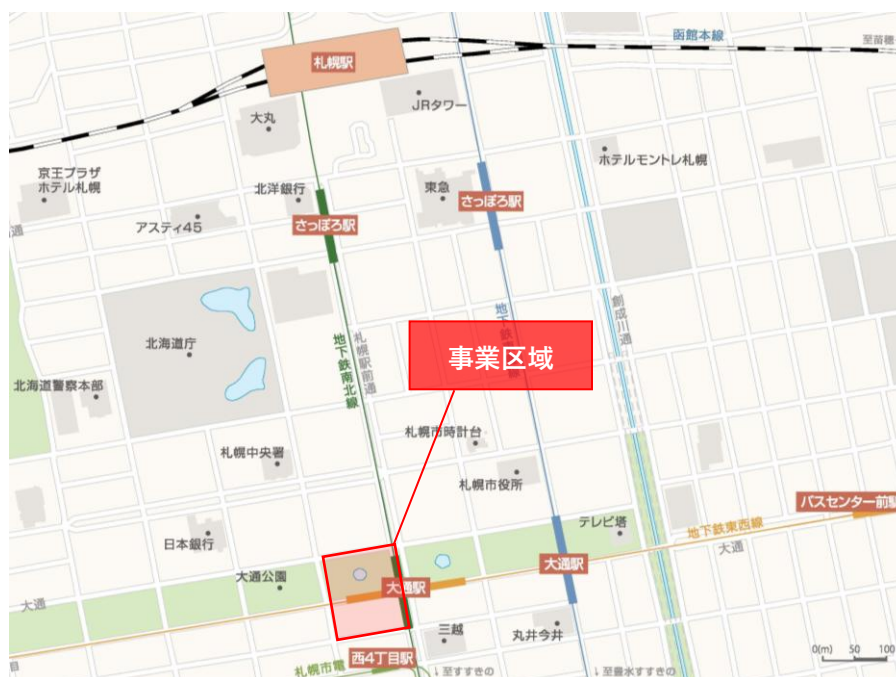 函館本線
至苗穂
札幌駅
JRタワー
大丸
京王プラザ
ホテル札幌
北洋銀行
東急
ホテルモントレ札幌
さっぽろ駅
アスティ45
さっぽろ駅
通
創成川通
北海道庁
地下鉄南北線
札幌駅前通
地下鉄
事業区域
北海道警察本部
札幌市時計台
札幌中央署
札幌市役所
バスセンター前駅
テレビ塔
地下鉄東西線
大通
日本銀行
大通駅
大通公園
大通駅
大通
三越
丸井今井
西4丁目駅
札幌市電
↓至すすきの
↓至豊水すすきの
0(m) 50 100
目